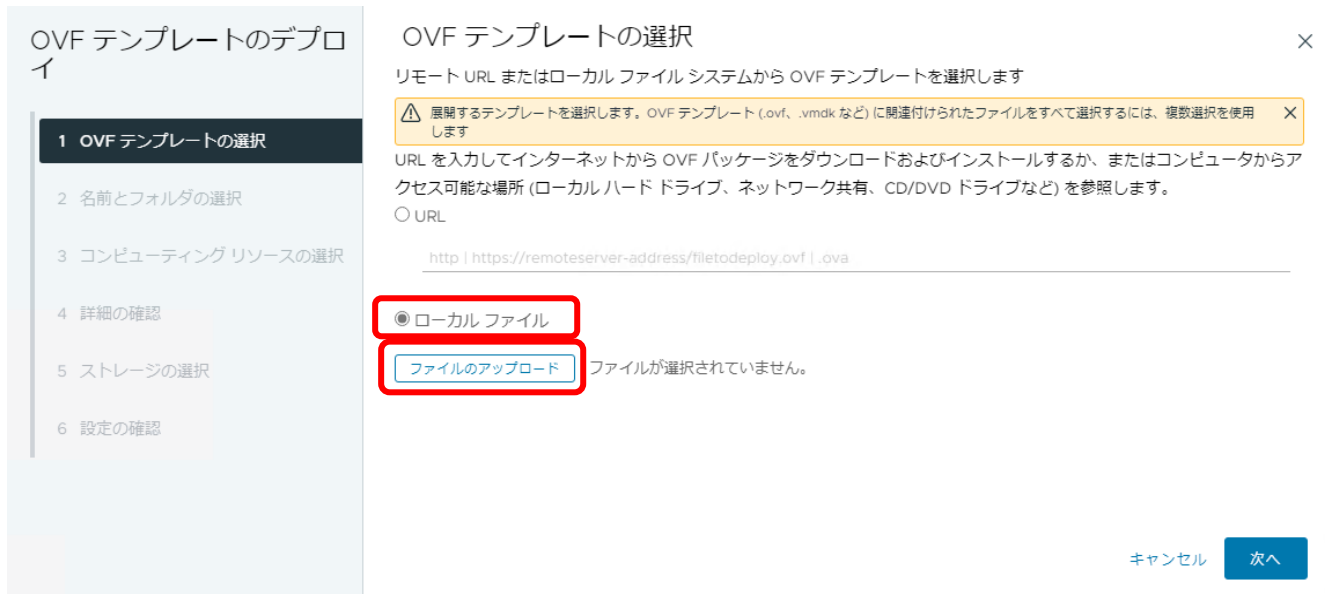 OVF テンプレートのデプロ
イ
1 OVF テンプレートの選択
2 名前とフォルダの選択
3 コンピューティング リソースの選択
4 詳細の確認
5 ストレージの選択
6 設定の確認
OVF テンプレートの選択
リモート URL またはローカル ファイル システムから OVF テンプレートを選択します
展開するテンプレートを選択します。OVF テンプレート (.ovf、.vmdk など) に関連付けられたファイルをすべて選択するには、複数選択を使用
します
URL を入力してインターネットから OVF パッケージをダウンロードおよびインストールするか、またはコンピュータからア
クセス可能な場所 (ローカル ハード ドライブ、ネットワーク共有、CD/DVD ドライブなど) を参照します。
URL
http | https://remoteserver-address/filetodeploy.ovf | .ova
ローカル ファイル
ファイルのアップロード ファイルが選択されていません。
キャンセル 次へ